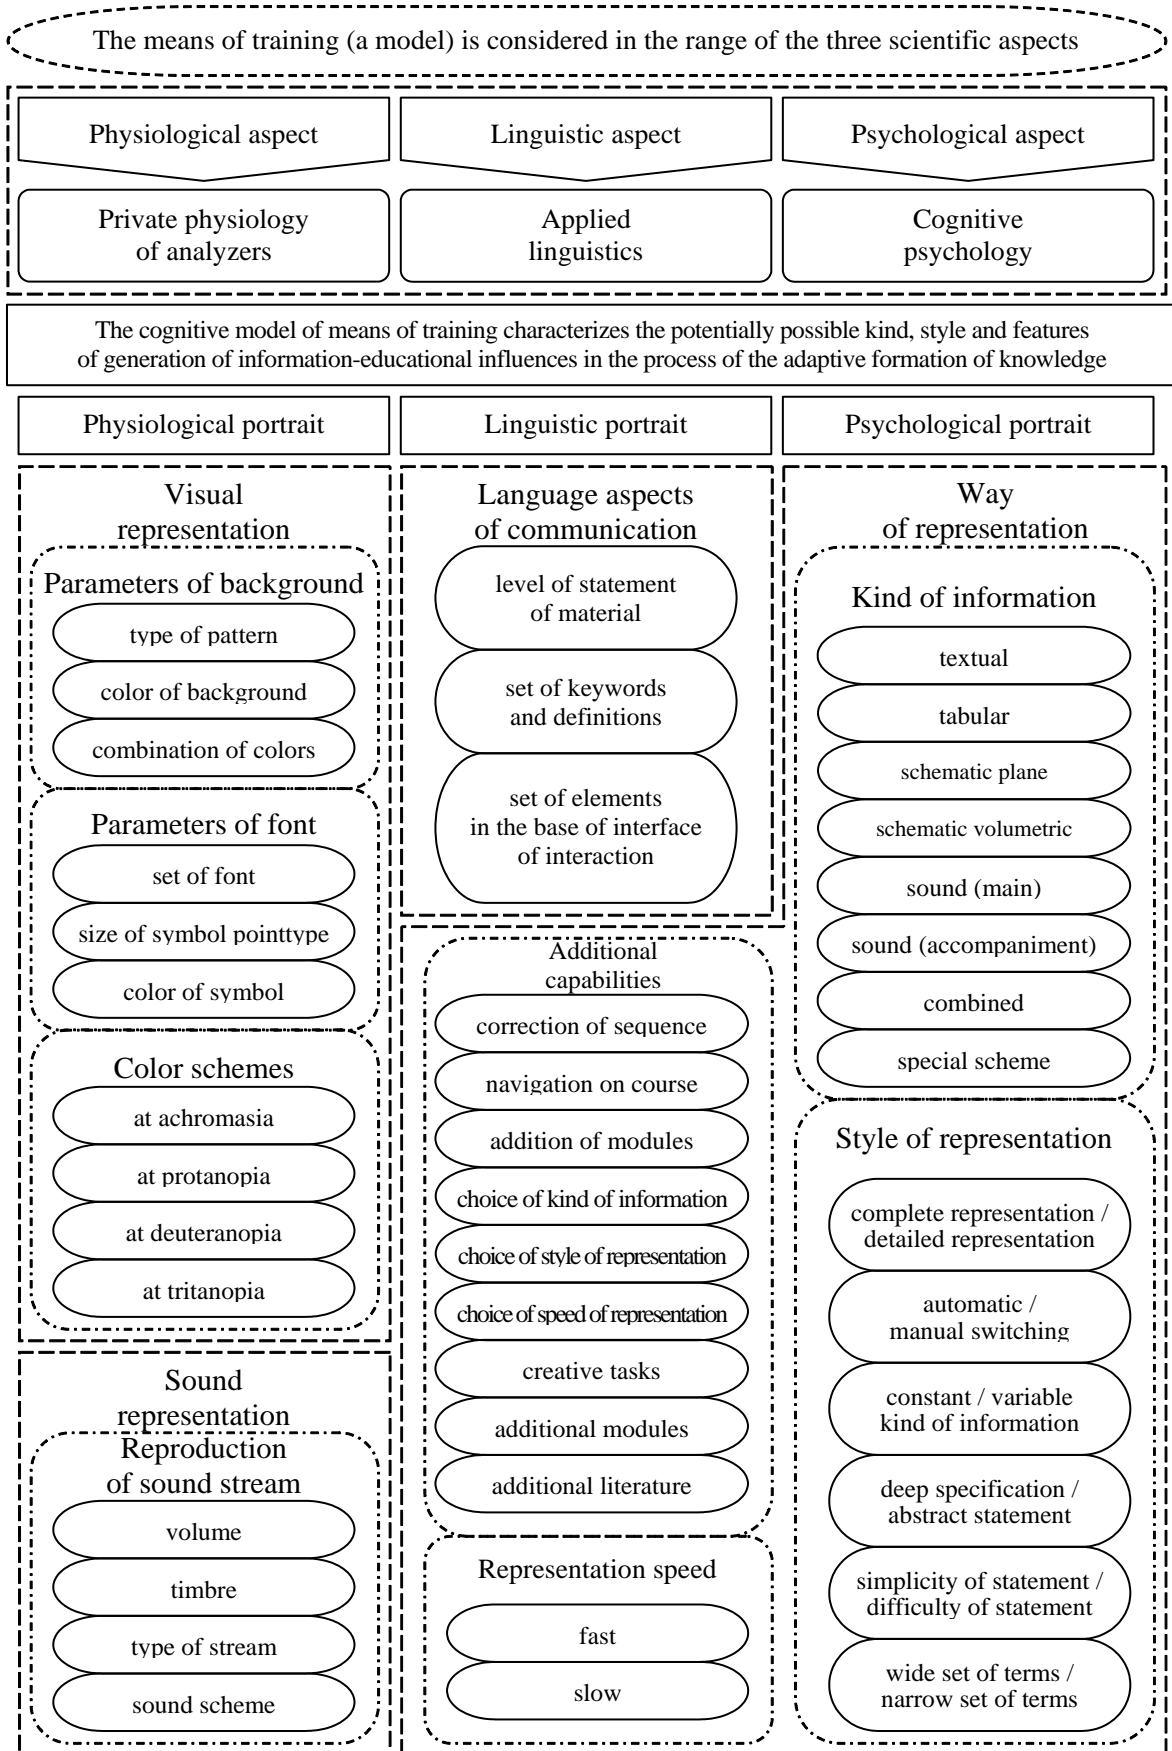 The means of training (a model) is considered in the range of the three scientific aspects
Physiological aspect
Linguistic aspect
Psychological aspect
Private physiology
of analyzers
Applied
linguistics
Cognitive
psychology
The cognitive model of means of training characterizes the potentially possible kind, style and features
of generation of information-educational influences in the process of the adaptive formation of knowledge
Physiological portrait
Linguistic portrait
Psychological portrait
Visual
representation
Parameters of background
type of pattern
color of background
combination of colors
Parameters of font
set of font
size of symbol pointtype
color of symbol
Color schemes
at achromasia
at protanopia
at deuteranopia
at tritanopia
Sound
representation
Reproduction
of sound stream
volume
timbre
type of stream
sound scheme
Language aspects
of communication
level of statement
of material
set of keywords
and definitions
set of elements
in the base of interface
of interaction
Way
of representation
Kind of information
textual
tabular
schematic plane
schematic volumetric
sound (main)
sound (accompaniment)
combined
special scheme
Additional
capabilities
correction of sequence
navigation on course
addition of modules
choice of kind of information
choice of style of representation
choice of speed of representation
creative tasks
additional modules
additional literature
Representation speed
fast
slow
Style of representation
complete representation /
detailed representation
automatic /
manual switching
constant / variable
kind of information
deep specification /
abstract statement
simplicity of statement /
difficulty of statement
wide set of terms /
narrow set of terms